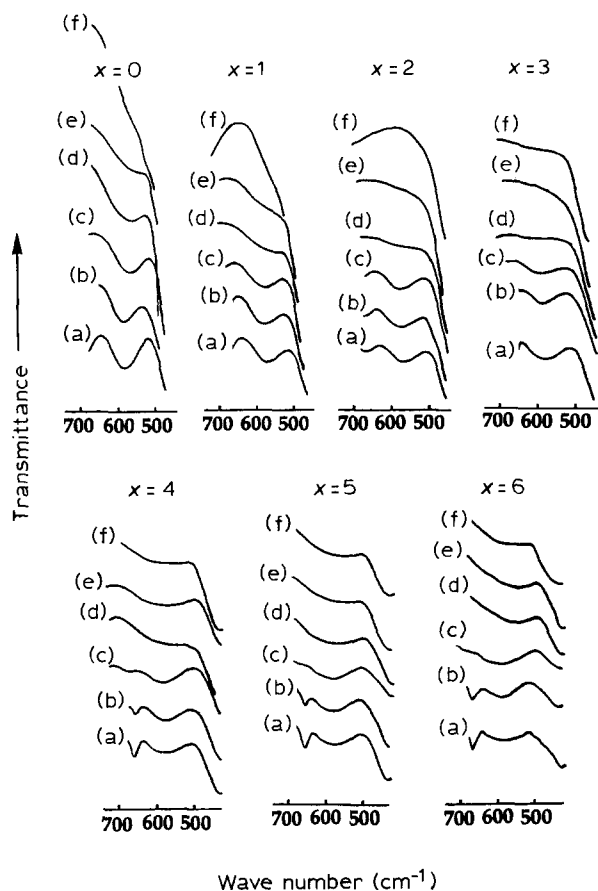 Transmittance
x=0
(f)
(e)
(d)
(c)
(b)
(a)
700 600 500
x=1
(f)
(e)
(d)
(c)
(b)
(a)
700 600 500
x=2
(f)
(e)
(d)
(c)
(b)
(a)
700 600 500
x=3
(f)
(e)
(d)
(c)
(b)
(a)
700 600 500
x=4
(f)
(e)
(d)
(c)
(b)
(a)
700 600 500
x=5
(f)
(e)
(d)
(c)
(b)
(a)
700 600 500
x=6
(f)
(e)
(d)
(c)
(b)
(a)
700 600 500
Wave number (cm⁻¹)